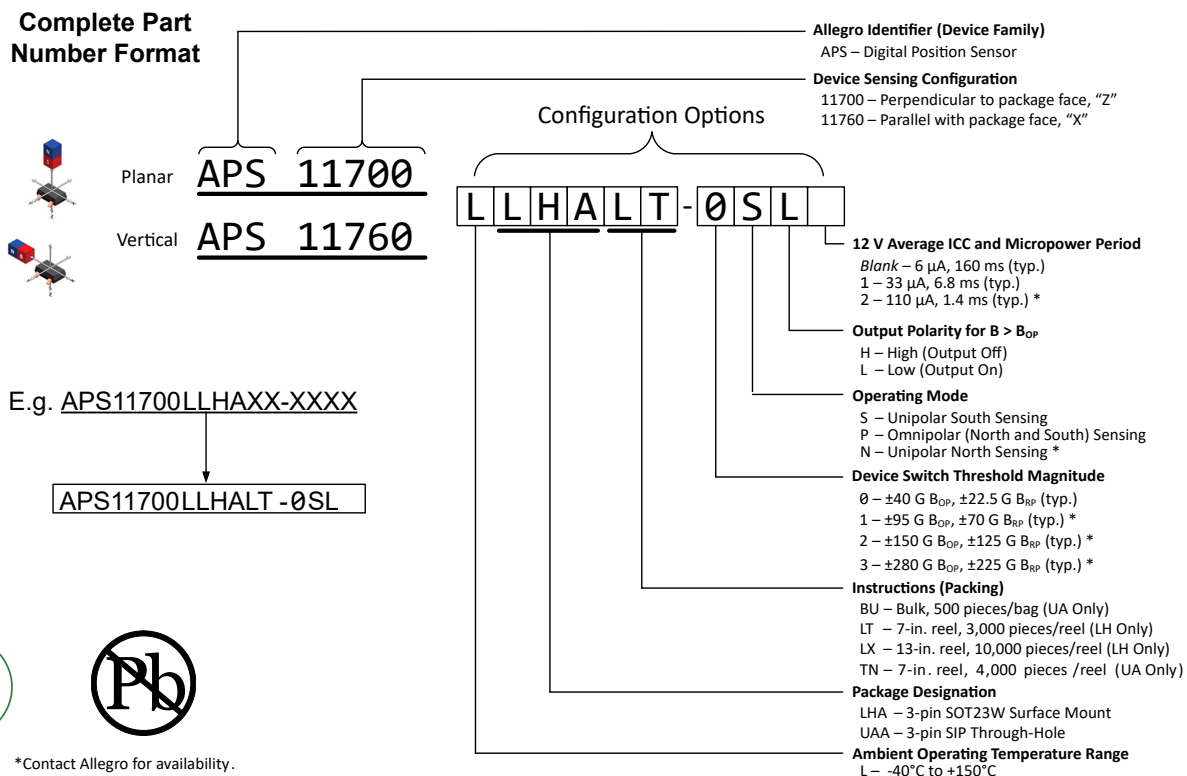 Complete Part
Number Format
Allegro Identifier (Device Family)
APS – Digital Position Sensor
Device Sensing Configuration
11700 – Perpendicular to package face, “Z”
11760 – Parallel with package face, “X”
Configuration Options
Planar APS 11700
Vertical APS 11760
LLHALT-0SL
12 V Average ICC and Micropower Period
Blank – 6 µA, 160 ms (typ.)
1 – 33 µA, 6.8 ms (typ.)
2 – 110 µA, 1.4 ms (typ.) *
Output Polarity for B > BOP
H – High (Output Off)
L – Low (Output On)
Operating Mode
S – Unipolar South Sensing
P – Omnipolar (North and South) Sensing
N – Unipolar North Sensing *
Device Switch Threshold Magnitude
0 – ±40 G BOP, ±22.5 G BRP (typ.)
1 – ±95 G BOP, ±70 G BRP (typ.) *
2 – ±150 G BOP, ±125 G BRP (typ.) *
3 – ±280 G BOP, ±225 G BRP (typ.) *
Instructions (Packing)
BU – Bulk, 500 pieces/bag (UA Only)
LT – 7-in. reel, 3,000 pieces/reel (LH Only)
LX – 13-in. reel, 10,000 pieces/reel (LH Only)
TN – 7-in. reel, 4,000 pieces /reel (UA Only)
Package Designation
LHA – 3-pin SOT23W Surface Mount
UAA – 3-pin SIP Through-Hole
Ambient Operating Temperature Range
L – -40°C to +150°C
E.g. APS11700LLHAXX-XXXX
APS11700LLHALT -0SL
Pb
*Contact Allegro for availability.